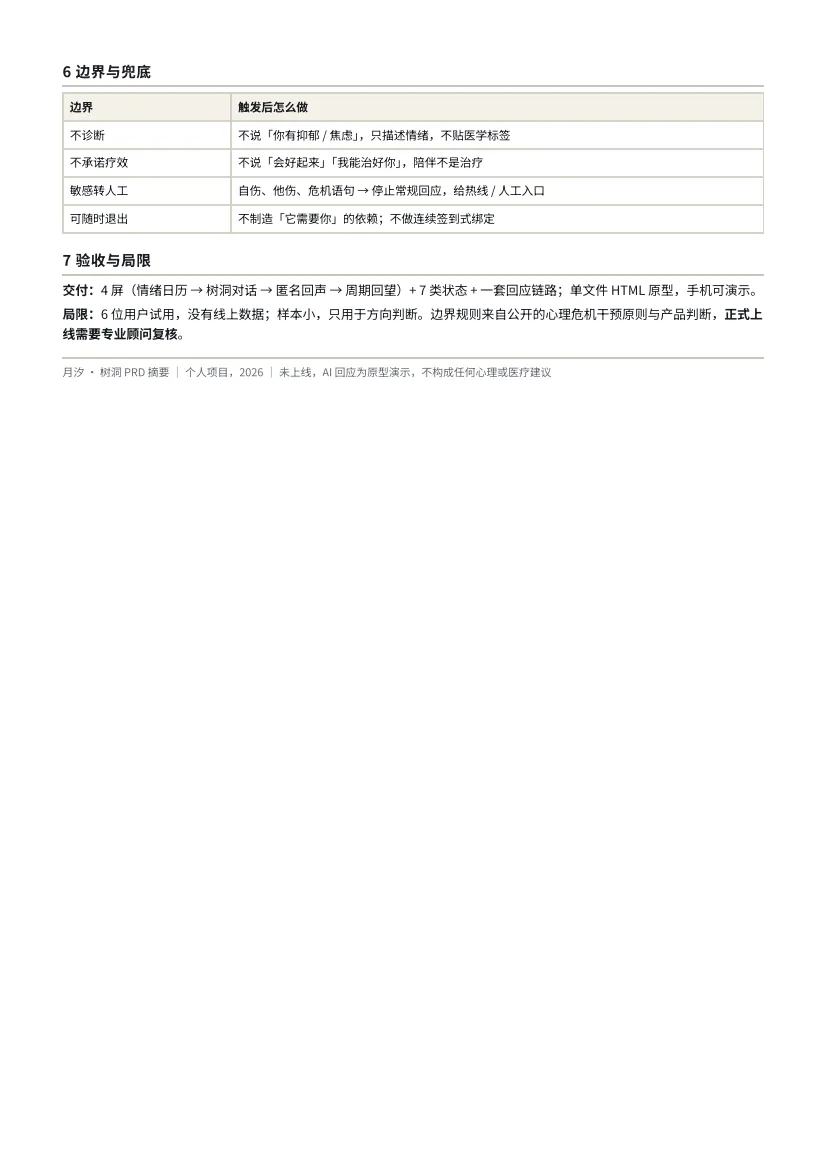 6 边界与兜底
边界 触发后怎么做
不诊断 不说「你有抑郁 / 焦虑」，只描述情绪，不贴医学标签
不承诺疗效 不说「会好起来」「我能治好你」，陪伴不是治疗
敏感转人工 自伤、他伤、危机语句 → 停止常规回应，给热线 / 人工入口
可随时退出 不制造「它需要你」的依赖；不做连续签到式绑定
7 验收与局限
交付：4 屏（情绪日历 → 树洞对话 → 匿名回声 → 周期回望）+ 7 类状态 + 一套回应链路；单文件 HTML 原型，手机可演示。
局限：6 位用户试用，没有线上数据；样本小，只用于方向判断。边界规则来自公开的心理危机干预原则与产品判断，正式上
线需要专业顾问复核。
月汐 · 树洞 PRD 摘要 ｜ 个人项目，2026 ｜ 未上线，AI 回应为原型演示，不构成任何心理或医疗建议